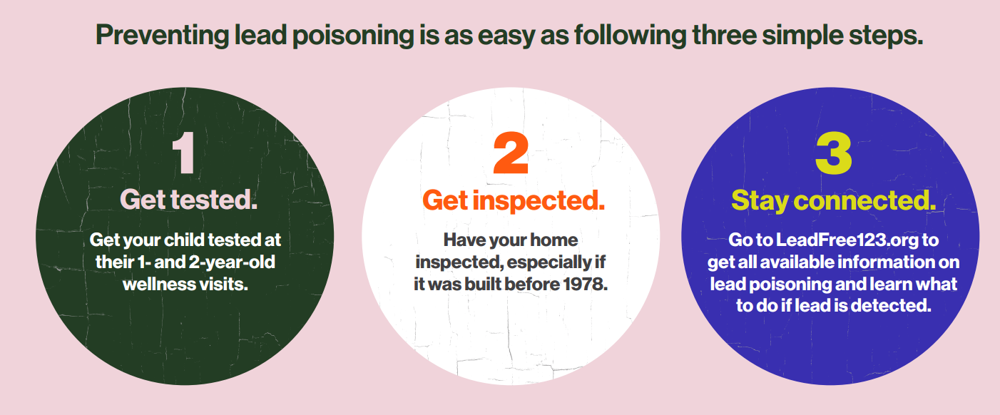 Preventing lead poisoning is as easy as following three simple steps.
1
Get tested.
Get your child tested at
their 1- and 2-year-old
wellness visits.
2
Get inspected.
Have your home
inspected, especially if
it was built before 1978.
3
Stay connected.
Go to LeadFree123.org to
get all available information on
lead poisoning and learn what
to do if lead is detected.